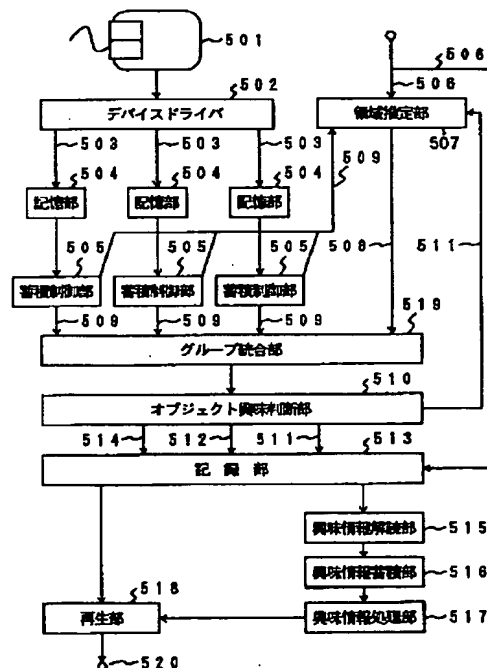 501
506
506
502
デバイスドライバ
領域推定部
507
503 503 503
509
504 504 504
記憶部 記憶部 記憶部
508
511
505 505 505
蓄積制御部 蓄積制御部 蓄積制御部
509 509 509
519
グループ統合部
510
オブジェクト興味判断部
514 512 511 513
記録部
興味情報解読部 515
興味情報蓄積部 516
518
再生部
興味情報処理部 517
520